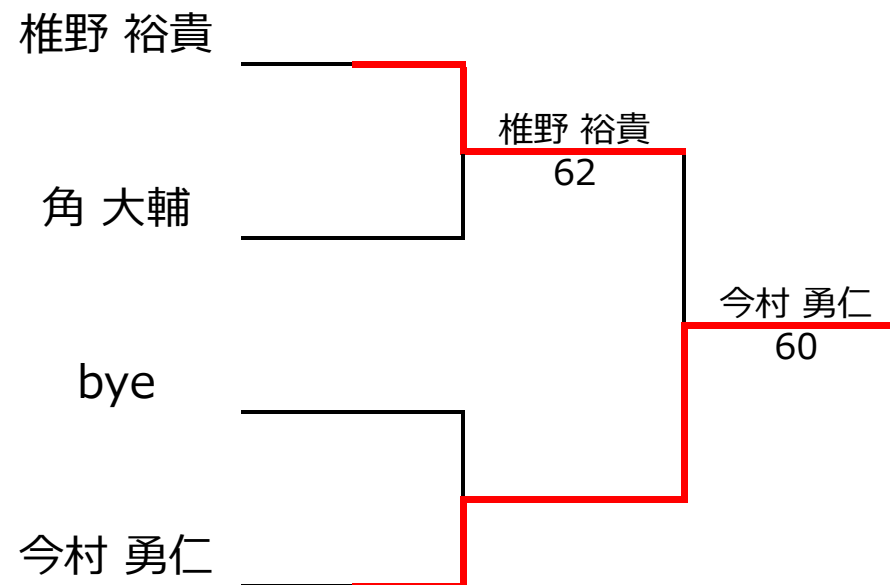 椎野 裕貴
椎野 裕貴
62
角 大輔
今村 勇仁
60
bye
今村 勇仁